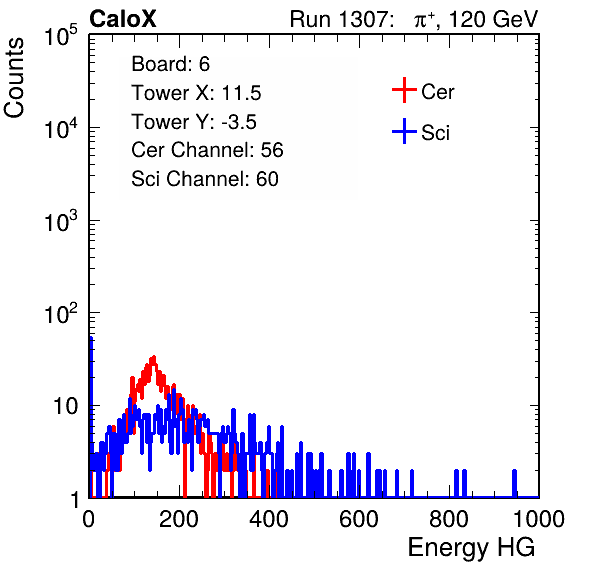 CaloX Run 1307: π⁺, 120 GeV
Counts
10⁵
10⁴
10³
10²
10
1
Board: 6
Tower X: 11.5
Tower Y: -3.5
Cer Channel: 56
Sci Channel: 60
Cer
Sci
0 200 400 600 800 1000
Energy HG